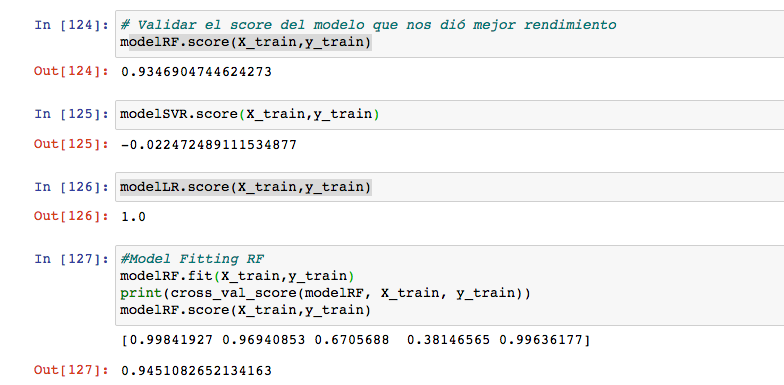 In [124]: # Validar el score del modelo que nos dió mejor rendimiento
modelRF.score(X_train,y_train)
Out[124]: 0.9346904744624273
In [125]: modelSVR.score(X_train,y_train)
Out[125]: -0.022472489111534877
In [126]: modelLR.score(X_train,y_train)
Out[126]: 1.0
In [127]: #Model Fitting RF
modelRF.fit(X_train,y_train)
print(cross_val_score(modelRF, X_train, y_train))
modelRF.score(X_train,y_train)
[0.99841927 0.96940853 0.6705688  0.38146565 0.99636177]
Out[127]: 0.9451082652134163